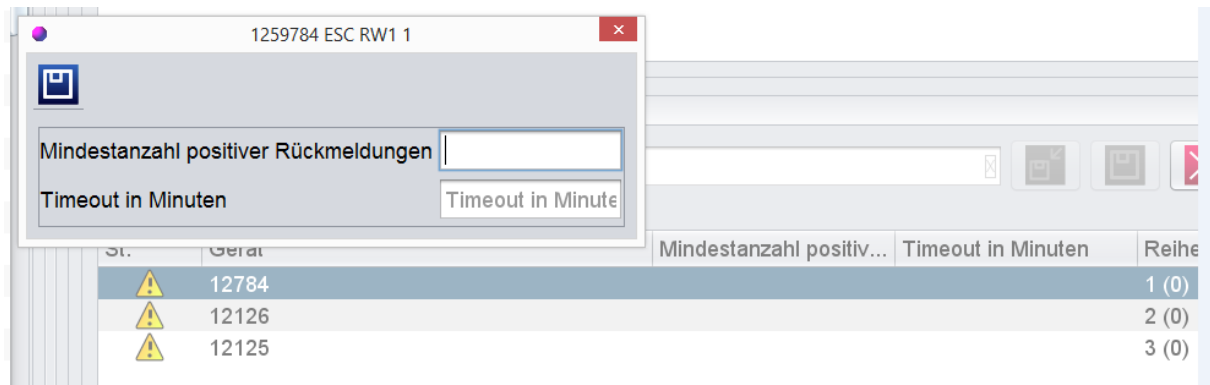 1259784 ESC RW1 1
Mindestanzahl positiver Rückmeldungen
Timeout in Minuten Timeout in Minute
St. Gerät Mindestanzahl positiv... Timeout in Minuten Reihe
12784 1 (0)
12126 2 (0)
12125 3 (0)